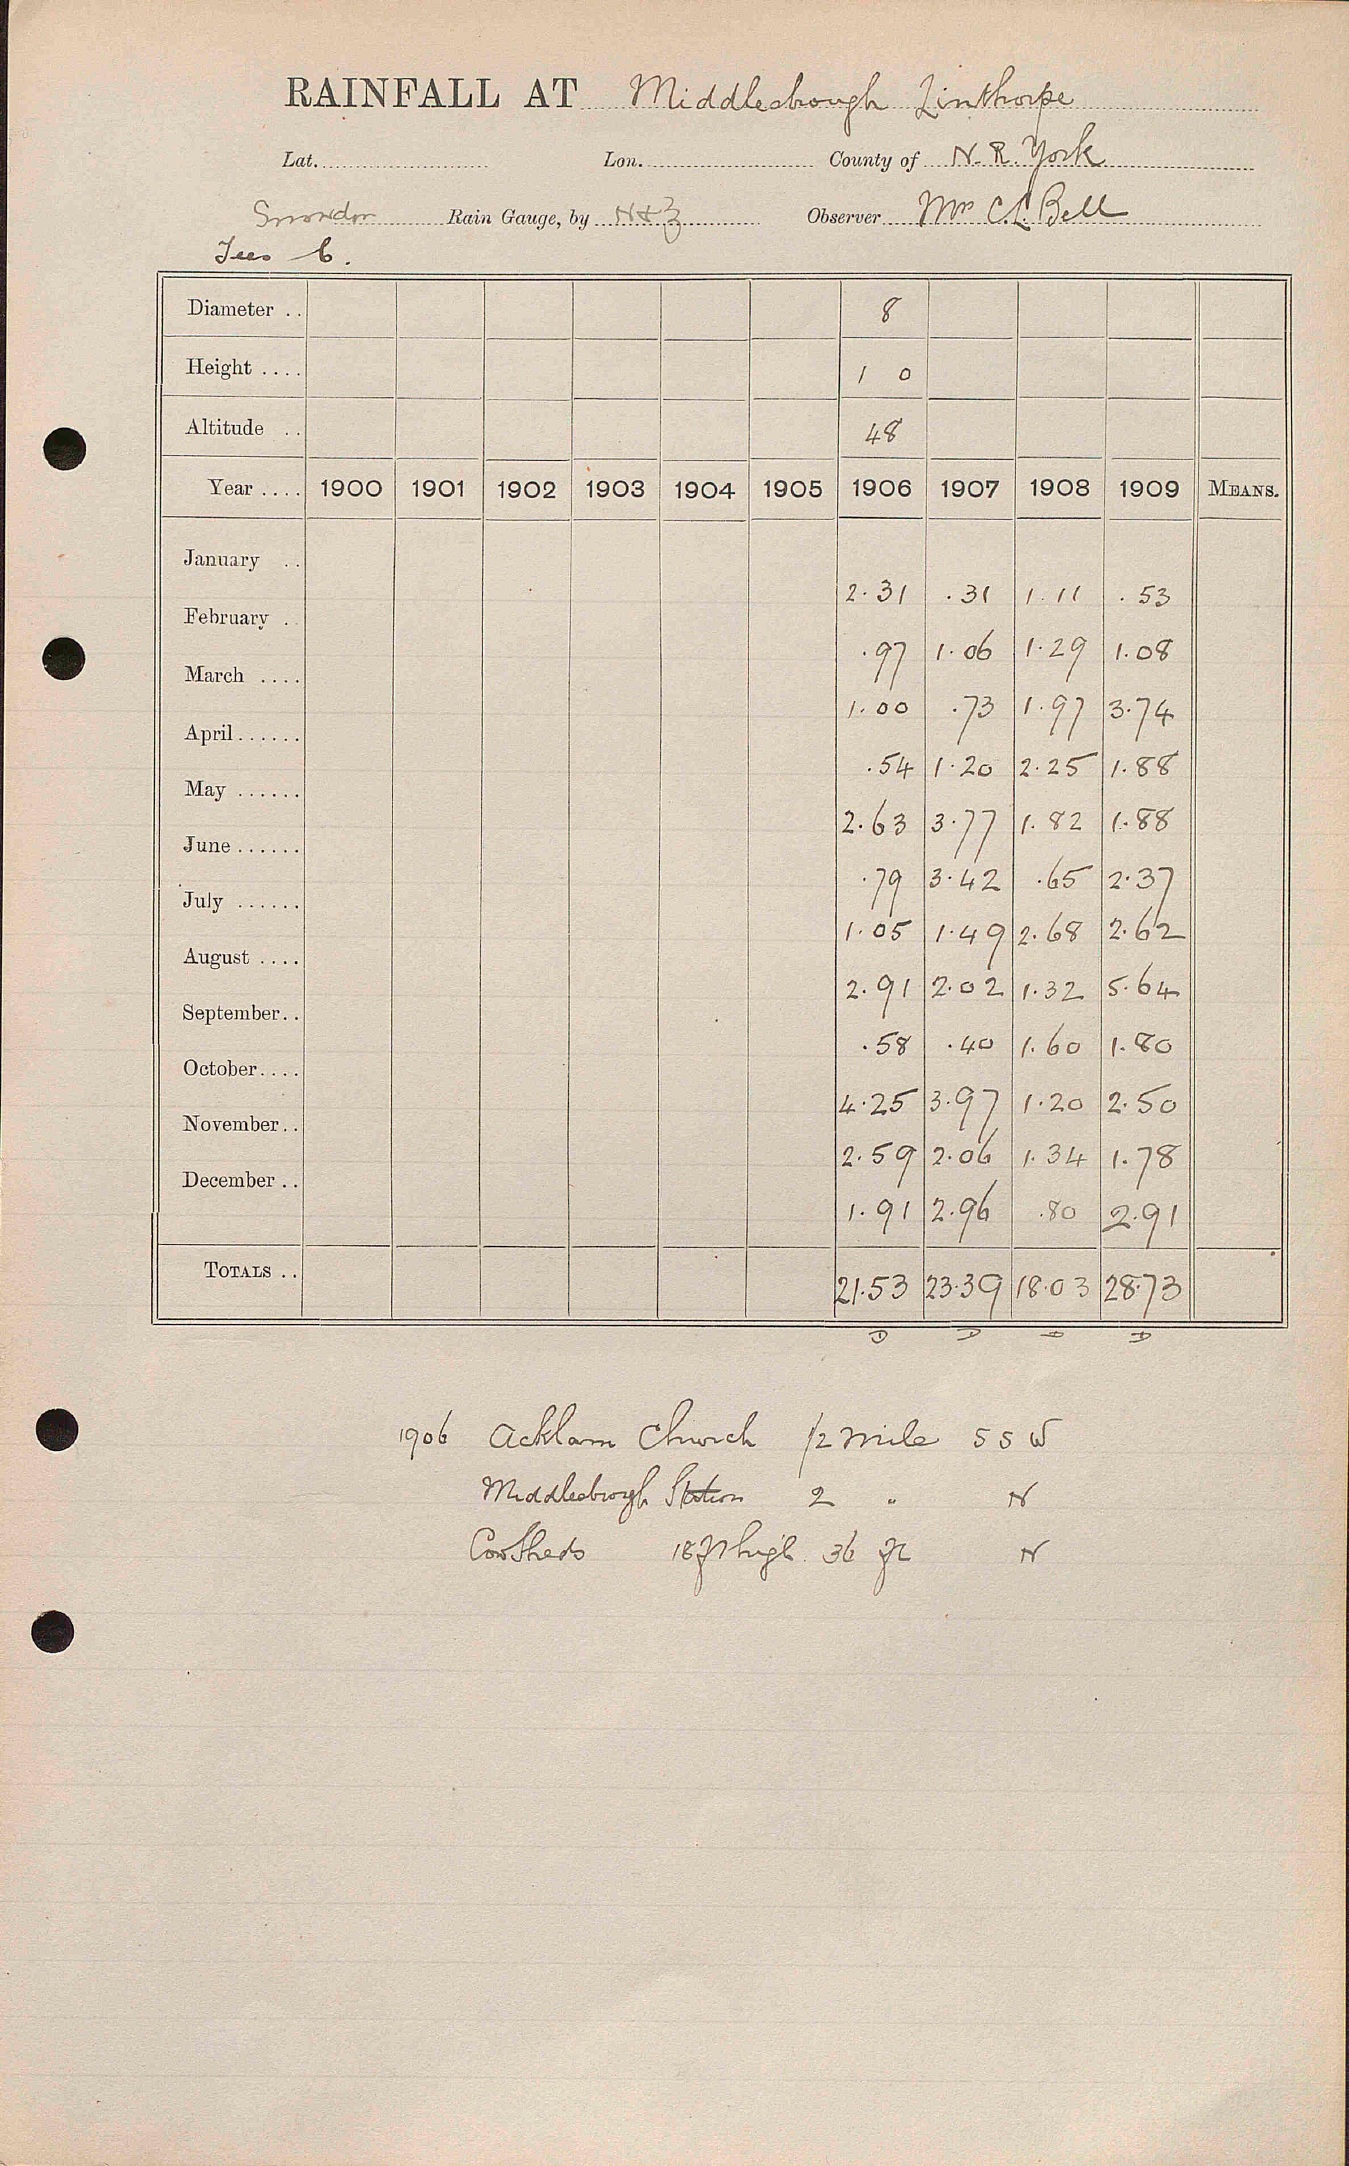 RAINFALL AT Middlesbrough Linthorpe
Lat. Lon. County of N. R. York
Snowdon Rain Gauge, by N & Z Observer Mr C. L. Bell
Tees 6.
Diameter .. 8
Height .... 1 0
Altitude .. 48
Year .... 1900 1901 1902 1903 1904 1905 1906 1907 1908 1909 MEANS.
January .. 2.31 .31 1.11 .53
February .. .97 1.06 1.29 1.08
March .... 1.00 .73 1.97 3.74
April...... .54 1.20 2.25 1.88
May ...... 2.63 3.77 1.82 1.88
June...... .79 3.42 .65 2.37
July ...... 1.05 1.49 2.68 2.62
August .... 2.91 2.02 1.32 5.64
September.. .58 .40 1.60 1.80
October.... 4.25 3.97 1.20 2.50
November.. 2.59 2.06 1.34 1.78
December .. 1.91 2.96 .80 2.91
TOTALS .. 21.53 23.39 18.03 28.73
D D D D
1906 Acklam Church 1/2 mile S S W
Middlesbrough Station 2 " N
Cowsheds 18 ft high 36 ft N